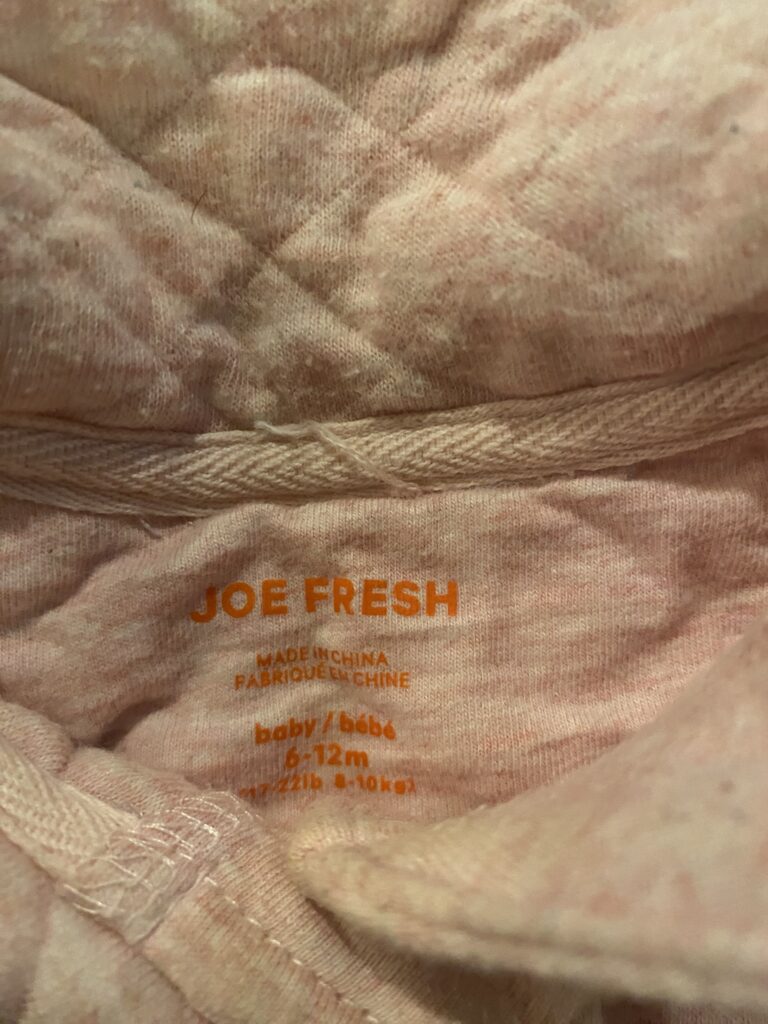 JOE FRESH
MADE IN CHINA
FABRIQUÉ EN CHINE
baby / bébé
6-12m
(17-22lb 8-10kg)